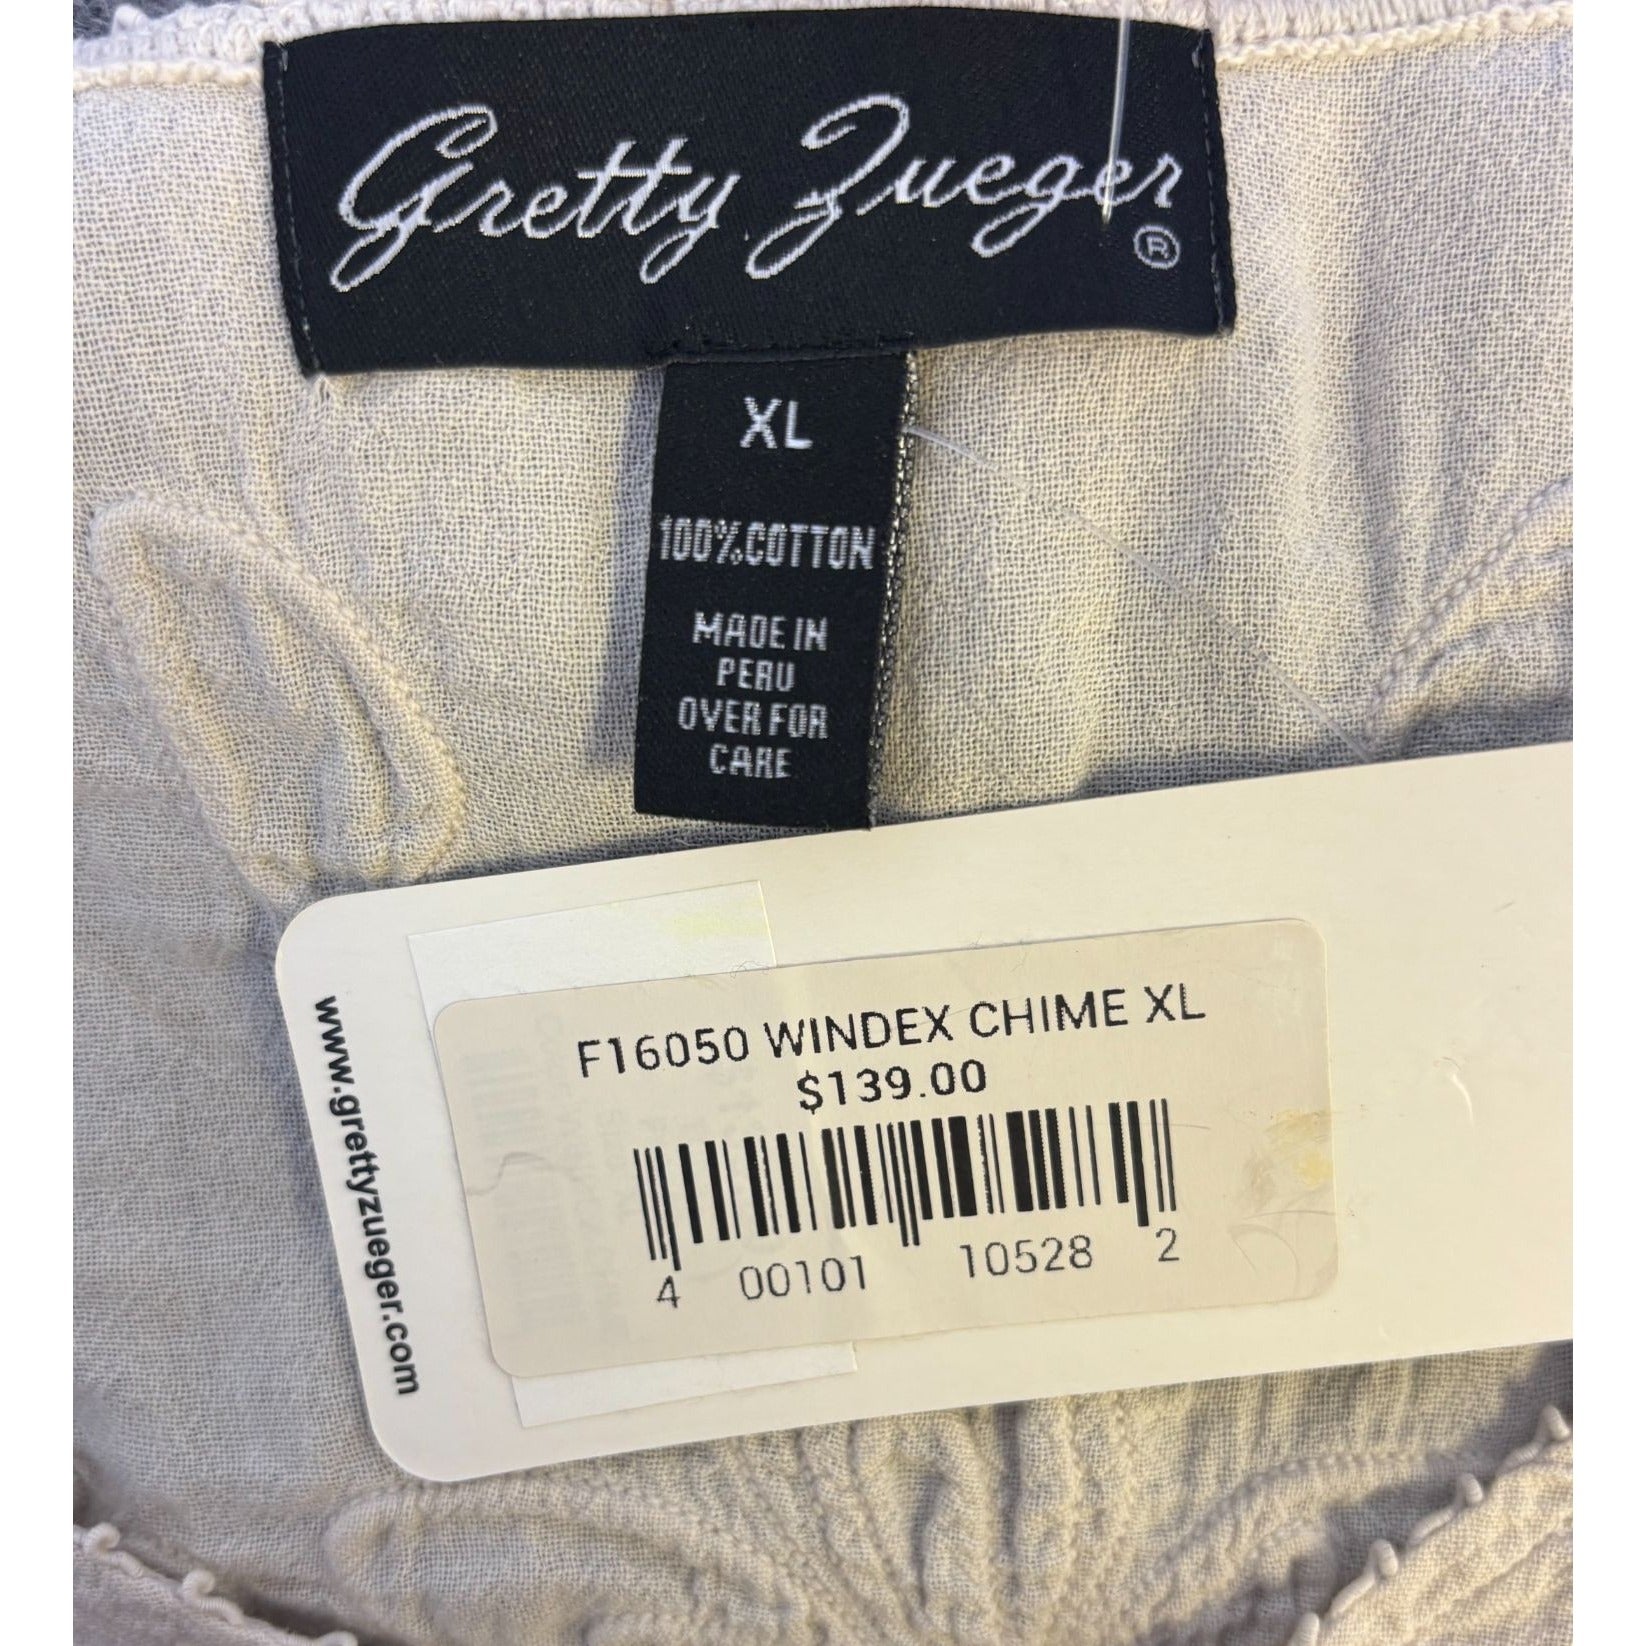 Gretty Zueger
®
XL
100% COTTON
MADE IN
PERU
OVER FOR
CARE
www.grettyzueger.com
F16050 WINDEX CHIME XL
$139.00
4 00101 10528 2